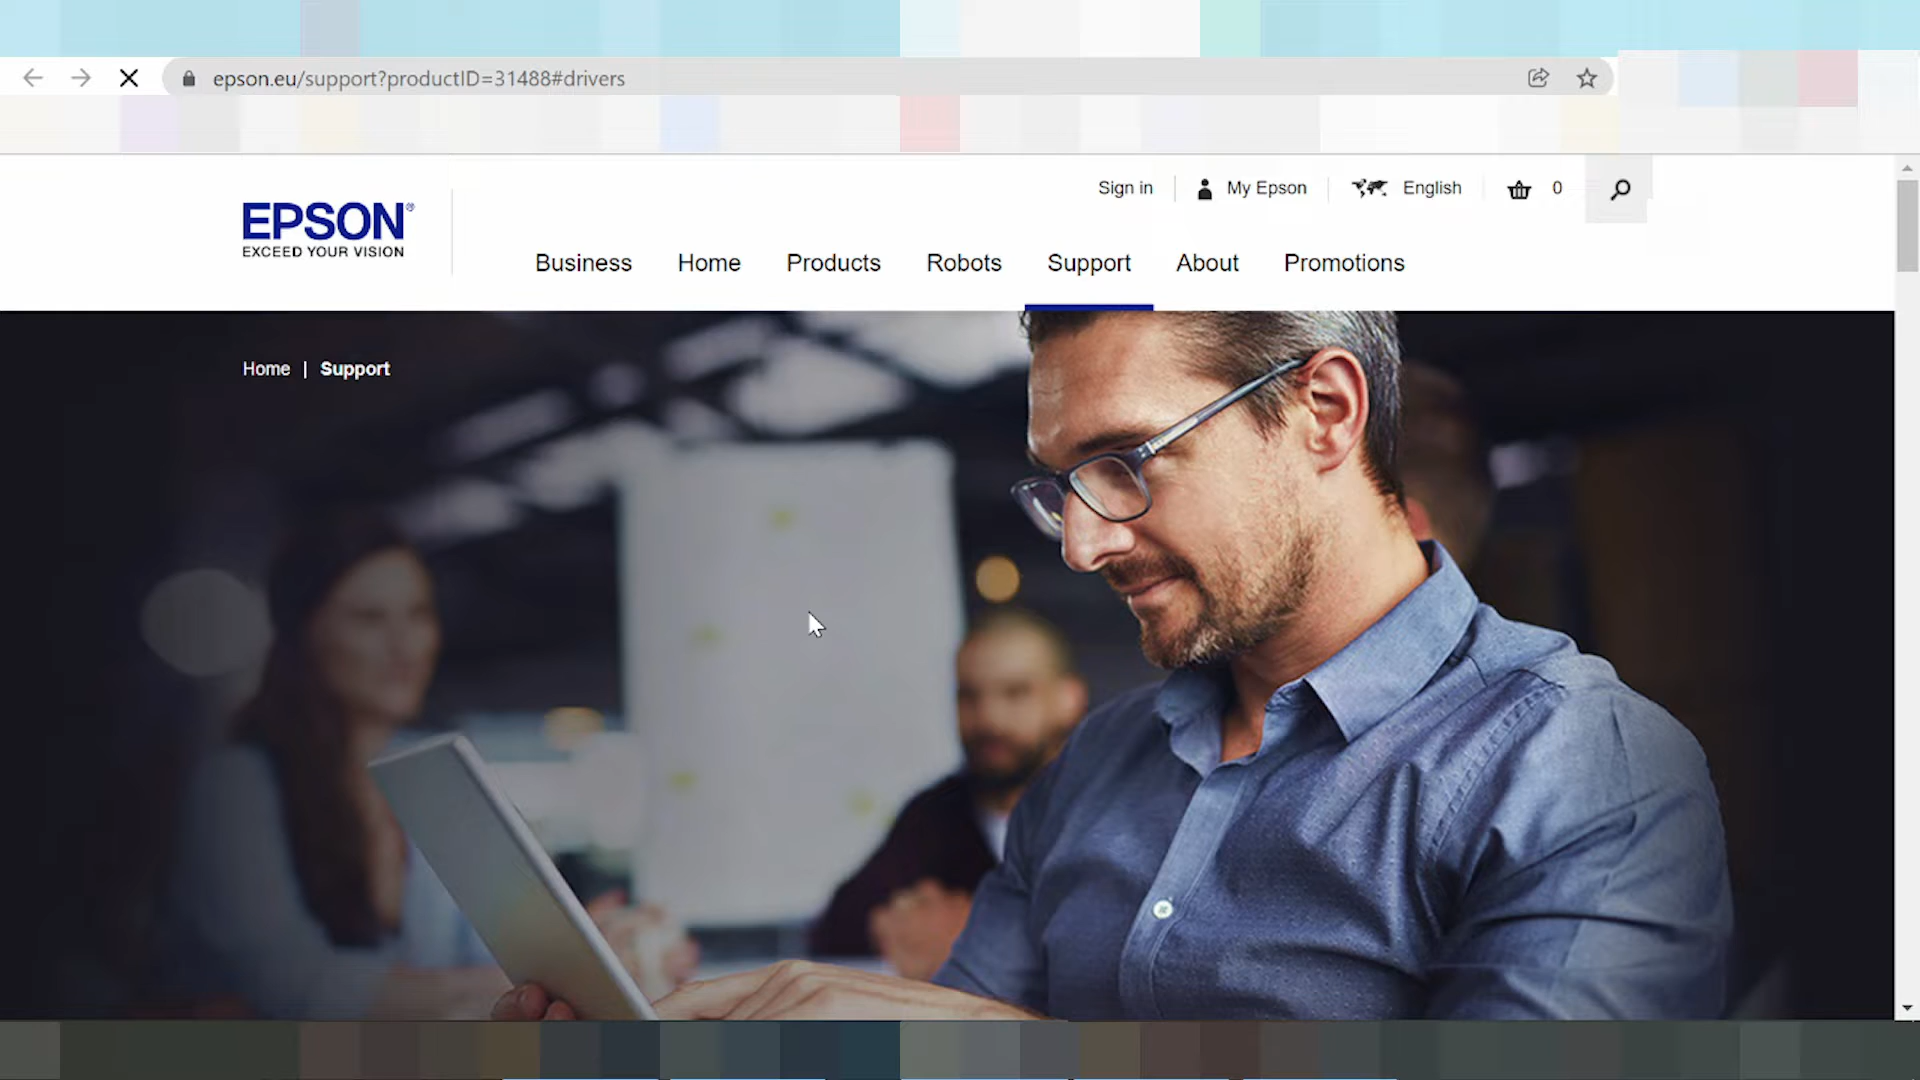 epson.eu/support?productID=31488#drivers
Sign in
My Epson
English
0
EPSON®
EXCEED YOUR VISION
Business
Home
Products
Robots
Support
About
Promotions
Home | Support